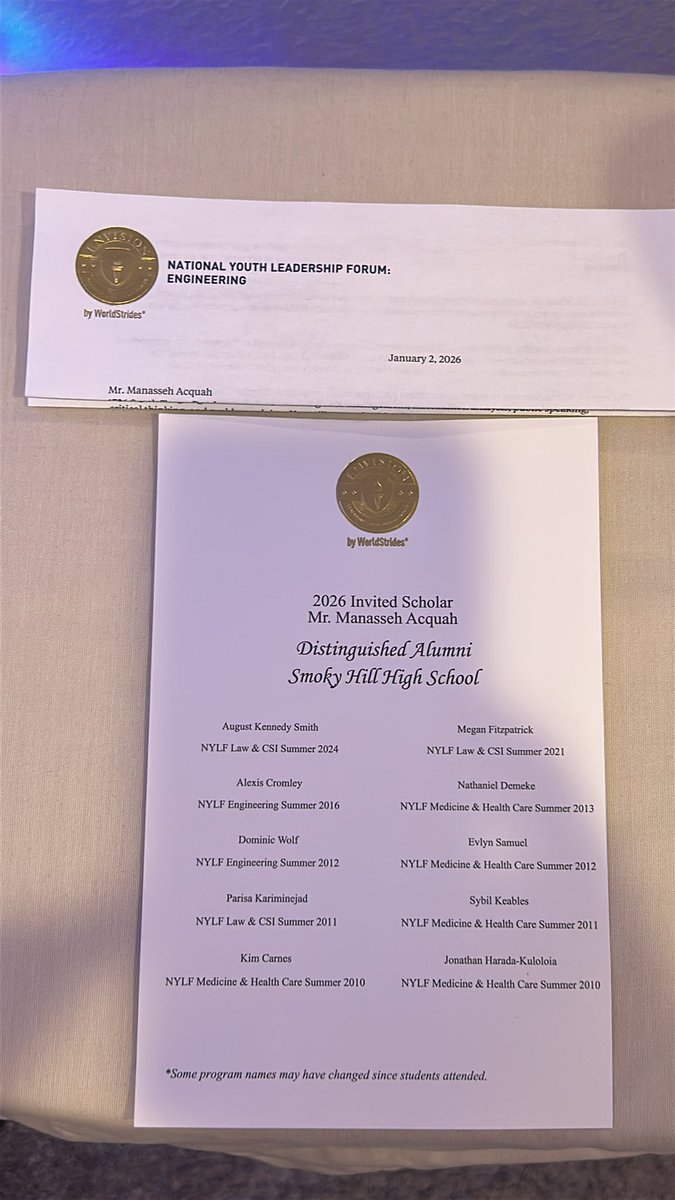 ENVISION
NATIONAL YOUTH LEADERSHIP FORUM:
ENGINEERING
by WorldStrides*
January 2, 2026
Mr. Manasseh Acquah
public speaking,
ENVISION
by WorldStrides*
2026 Invited Scholar
Mr. Manasseh Acquah
Distinguished Alumni
Smoky Hill High School
August Kennedy Smith
NYLF Law & CSI Summer 2024
Megan Fitzpatrick
NYLF Law & CSI Summer 2021
Alexis Cromley
NYLF Engineering Summer 2016
Nathaniel Demeke
NYLF Medicine & Health Care Summer 2013
Dominic Wolf
NYLF Engineering Summer 2012
Evlyn Samuel
NYLF Medicine & Health Care Summer 2012
Parisa Kariminejad
NYLF Law & CSI Summer 2011
Sybil Keables
NYLF Medicine & Health Care Summer 2011
Kim Carnes
NYLF Medicine & Health Care Summer 2010
Jonathan Harada-Kuloloia
NYLF Medicine & Health Care Summer 2010
*Some program names may have changed since students attended.